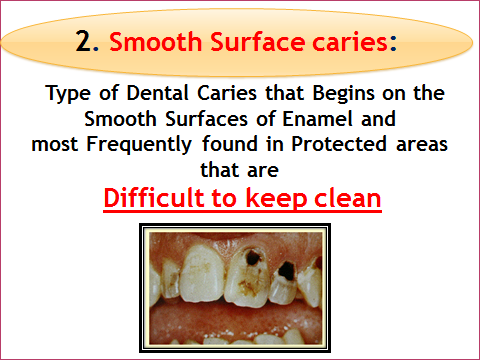 2. Smooth Surface caries:
Type of Dental Caries that Begins on the
Smooth Surfaces of Enamel and
most Frequently found in Protected areas
that are
Difficult to keep clean